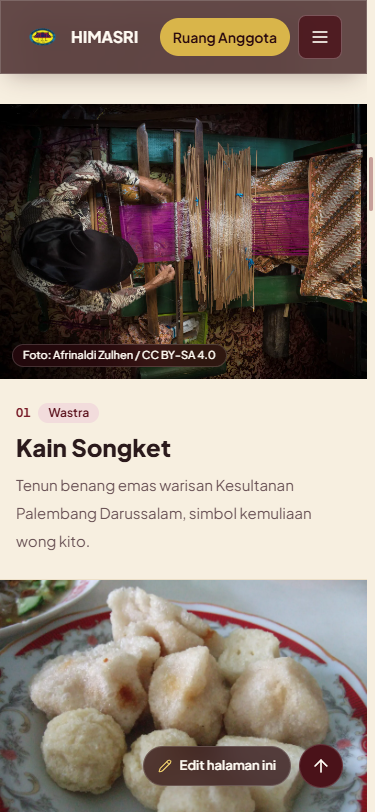 HIMASRI
Ruang Anggota
Foto: Afrinaldi Zulhen / CC BY-SA 4.0
01 Wastra
Kain Songket
Tenun benang emas warisan Kesultanan
Palembang Darussalam, simbol kemuliaan
wong kito.
Edit halaman ini